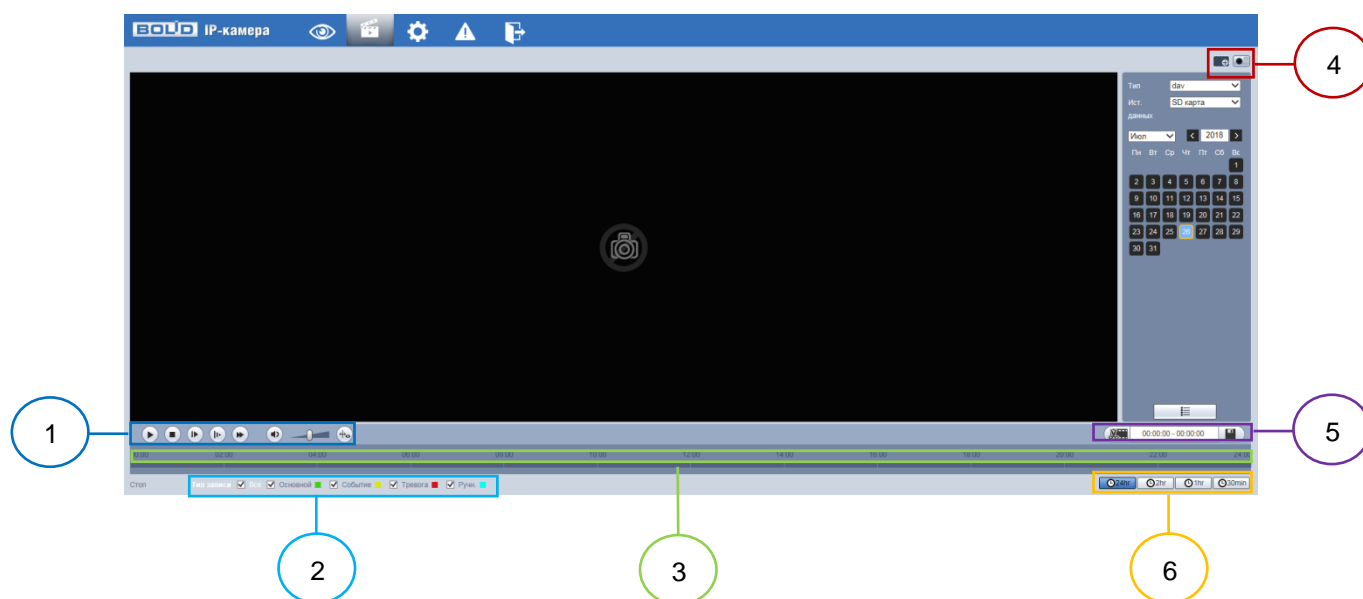 BOLID IP-камера
4
Тип dav
Ист. данных SD карта
Июл 2018
Пн Вт Ср Чт Пт Сб Вс
1
2 3 4 5 6 7 8
9 10 11 12 13 14 15
16 17 18 19 20 21 22
23 24 25 26 27 28 29
30 31
1
00:00:00 - 00:00:00
5
0:00 02:00 04:00 06:00 08:00 10:00 12:00 14:00 16:00 18:00 20:00 22:00 24:00
Стоп Тип записи Все Основной Событие Тревога Ручн 24hr 2hr 1hr 30min
2
3
6